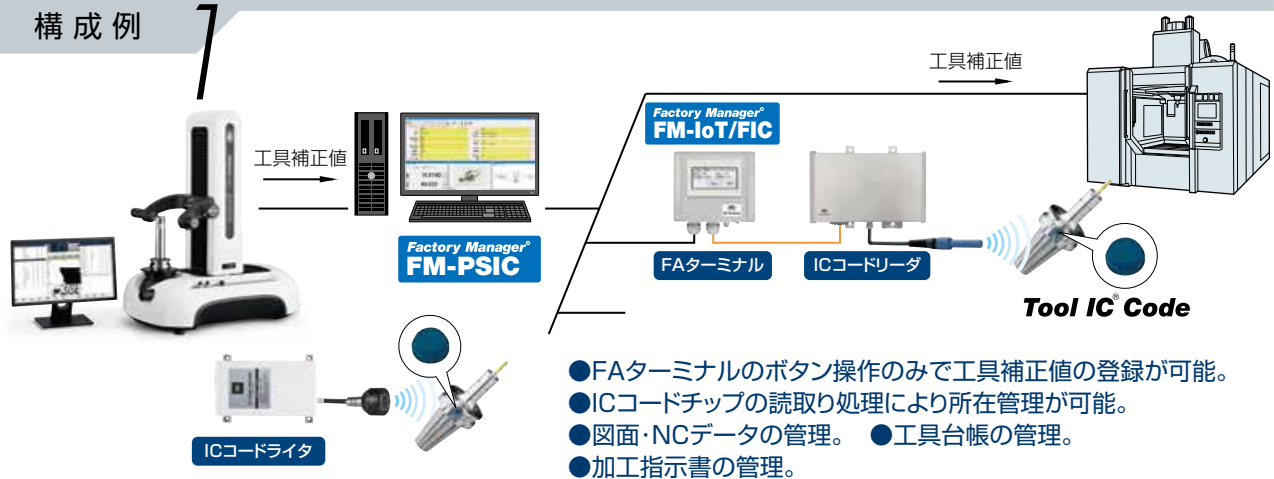 構成例 1
工具補正値
工具補正値
Factory Manager®
FM-IoT/FIC
Factory Manager®
FM-PSIC
FAターミナル
ICコードリーダ
Tool IC® Code
ICコードライタ
●FAターミナルのボタン操作のみで工具補正値の登録が可能。
●ICコードチップの読取り処理により所在管理が可能。
●図面・NCデータの管理。 ●工具台帳の管理。
●加工指示書の管理。